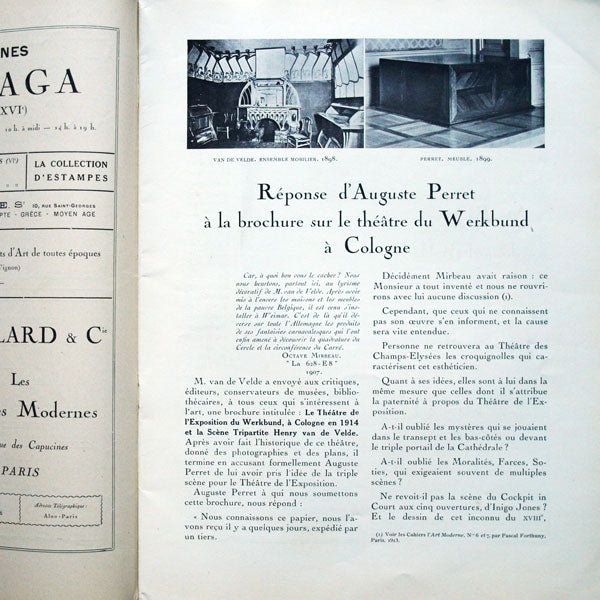 NES
AGA
XVIᵉ)
10 h. à midi — 14 h. à 19 h.
LA COLLECTION
D'ESTAMPES
E. Sᵗ 10, RUE SAINT-GEORGES
PTE - GRÈCE - MOYEN AGE
ts d'Art de toutes époques
Vignon)
LARD & Cⁱᵉ
Les
s Modernes
ue des Capucines
PARIS
Adresse Télégraphique :
Alno-Paris
VAN DE VELDE. ENSEMBLE MOBILIER. 1898.
PERRET. MEUBLE. 1899.
Réponse d'Auguste Perret
à la brochure sur le théâtre du Werkbund
à Cologne
Car, à quoi bon vous le cacher ? Nous
nous heurtons, partout ici, au lyrisme
décoratif de M. van de Velde. Après avoir
mis à l'envers les maisons et les meubles
de la pauvre Belgique, il est venu s'ins-
taller à Weimar. C'est de là qu'il dé-
verse sur toute l'Allemagne les produits de
ses fantaisies carnavalesques qui l'ont
enfin amené à découvrir la quadrature du
Cercle et la circonférence du Carré.
OCTAVE MIRBEAU.
" La 628-E8 "
1907.
M. van de Velde a envoyé aux critiques,
éditeurs, conservateurs de musées, biblio-
thécaires, à tous ceux qui s'intéressent à
l'art, une brochure intitulée : Le Théâtre de
l'Exposition du Werkbund, à Cologne en 1914
et la Scène Tripartite Henry van de Velde.
Après avoir fait l'historique de ce théâtre,
donné des photographies et des plans, il
termine en accusant formellement Auguste
Perret de lui avoir pris l'idée de la triple
scène pour le Théâtre de l'Exposition.
Auguste Perret à qui nous soumettons
cette brochure, nous répond :
« Nous connaissons ce papier, nous l'a-
vons reçu il y a quelques jours, expédié par
un tiers.
Décidément Mirbeau avait raison : ce
Monsieur a tout inventé et nous ne rouvri-
rons avec lui aucune discussion (1).
Cependant, que ceux qui ne connaissent
pas son œuvre s'en informent, et la cause
sera vite entendue.
Personne ne retrouvera au Théâtre des
Champs-Elysées les croquignolles qui ca-
ractérisent cet esthéticien.
Quant à ses idées, elles sont à lui dans la
même mesure que celles dont il s'attribue
la paternité à propos du Théâtre de l'Ex-
position.
A-t-il oublié les mystères qui se jouaient
dans le transept et les bas-côtés ou devant
le triple portail de la Cathédrale ?
A-t-il oublié les Moralités, Farces, So-
ties, qui exigeaient souvent de multiples
scènes ?
Ne revoit-il pas la scène du Cockpit in
Court aux cinq ouvertures, d'Inigo Jones ?
Et le dessin de cet inconnu du XVIIIᵉ,
(1) Voir les Cahiers l'Art Moderne, Nᵒˢ 6 et 7, par Pascal Forthuny,
Paris. 1913.